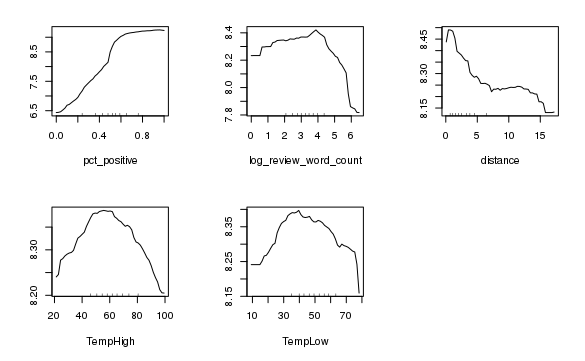 6.5 7.5 8.5
0.0 0.4 0.8
pct_positive
7.8 8.0 8.2 8.4
0 1 2 3 4 5 6
log_review_word_count
8.15 8.30 8.45
0 5 10 15
distance
8.20 8.30
20 40 60 80 100
TempHigh
8.15 8.25 8.35
10 30 50 70
TempLow